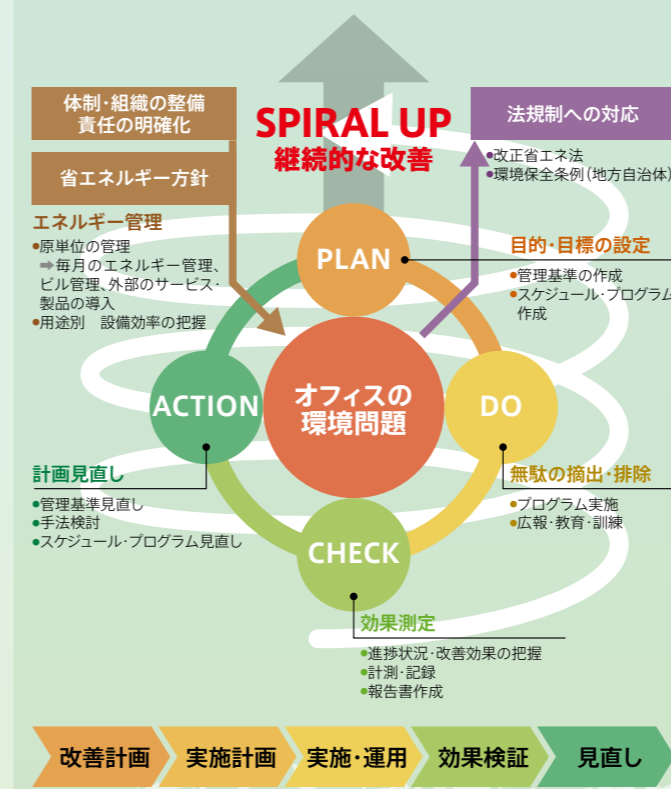 体制・組織の整備
責任の明確化
省エネルギー方針
SPIRAL UP
継続的な改善
法規制への対応
●改正省エネ法
●環境保全条例(地方自治体)
エネルギー管理
●原単位の管理
➡毎月のエネルギー管理、
ビル管理、外部のサービス・
製品の導入
●用途別　設備効率の把握
PLAN
目的・目標の設定
●管理基準の作成
●スケジュール・プログラム
作成
ACTION
オフィスの
環境問題
DO
計画見直し
●管理基準見直し
●手法検討
●スケジュール・プログラム見直し
無駄の摘出・排除
●プログラム実施
●広報・教育・訓練
CHECK
効果測定
●進捗状況・改善効果の把握
●計測・記録
●報告書作成
改善計画
実施計画
実施・運用
効果検証
見直し